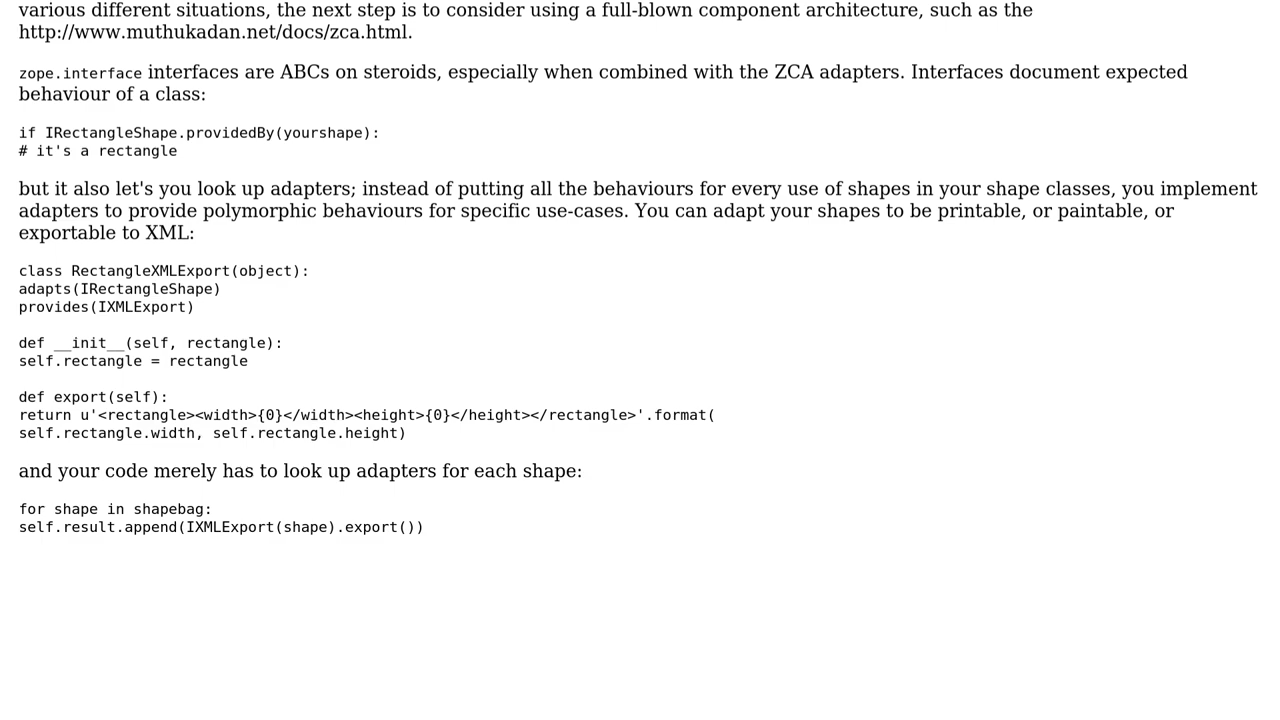 various different situations, the next step is to consider using a full-blown component architecture, such as the
http://www.muthukadan.net/docs/zca.html.
zope.interface interfaces are ABCs on steroids, especially when combined with the ZCA adapters. Interfaces document expected
behaviour of a class:
if IRectangleShape.providedBy(yourshape):
# it's a rectangle
but it also let's you look up adapters; instead of putting all the behaviours for every use of shapes in your shape classes, you implement
adapters to provide polymorphic behaviours for specific use-cases. You can adapt your shapes to be printable, or paintable, or
exportable to XML:
class RectangleXMLExport(object):
adapts(IRectangleShape)
provides(IXMLExport)
def __init__(self, rectangle):
self.rectangle = rectangle
def export(self):
return u'<rectangle><width>{0}</width><height>{0}</height></rectangle>'.format(
self.rectangle.width, self.rectangle.height)
and your code merely has to look up adapters for each shape:
for shape in shapebag:
self.result.append(IXMLExport(shape).export())